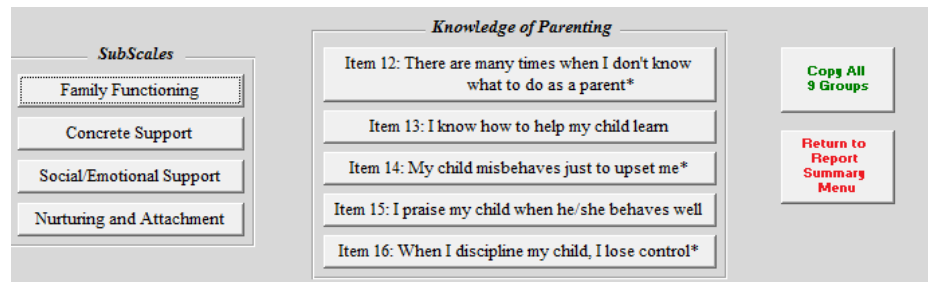 SubScales
Family Functioning
Concrete Support
Social/Emotional Support
Nurturing and Attachment
Knowledge of Parenting
Item 12: There are many times when I don't know
what to do as a parent*
Item 13: I know how to help my child learn
Item 14: My child misbehaves just to upset me*
Item 15: I praise my child when he/she behaves well
Item 16: When I discipline my child, I lose control*
Copy All
9 Groups
Return to
Report
Summary
Menu